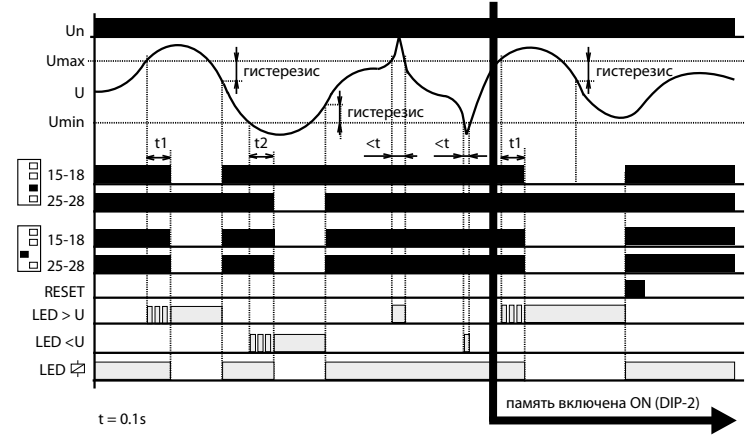 Un
Umax
гистерезис
гистерезис
U
гистерезис
Umin
t1
t2
<t
<t
t1
15-18
25-28
15-18
25-28
RESET
LED > U
LED <U
LED
память включена ON (DIP-2)
t = 0.1s